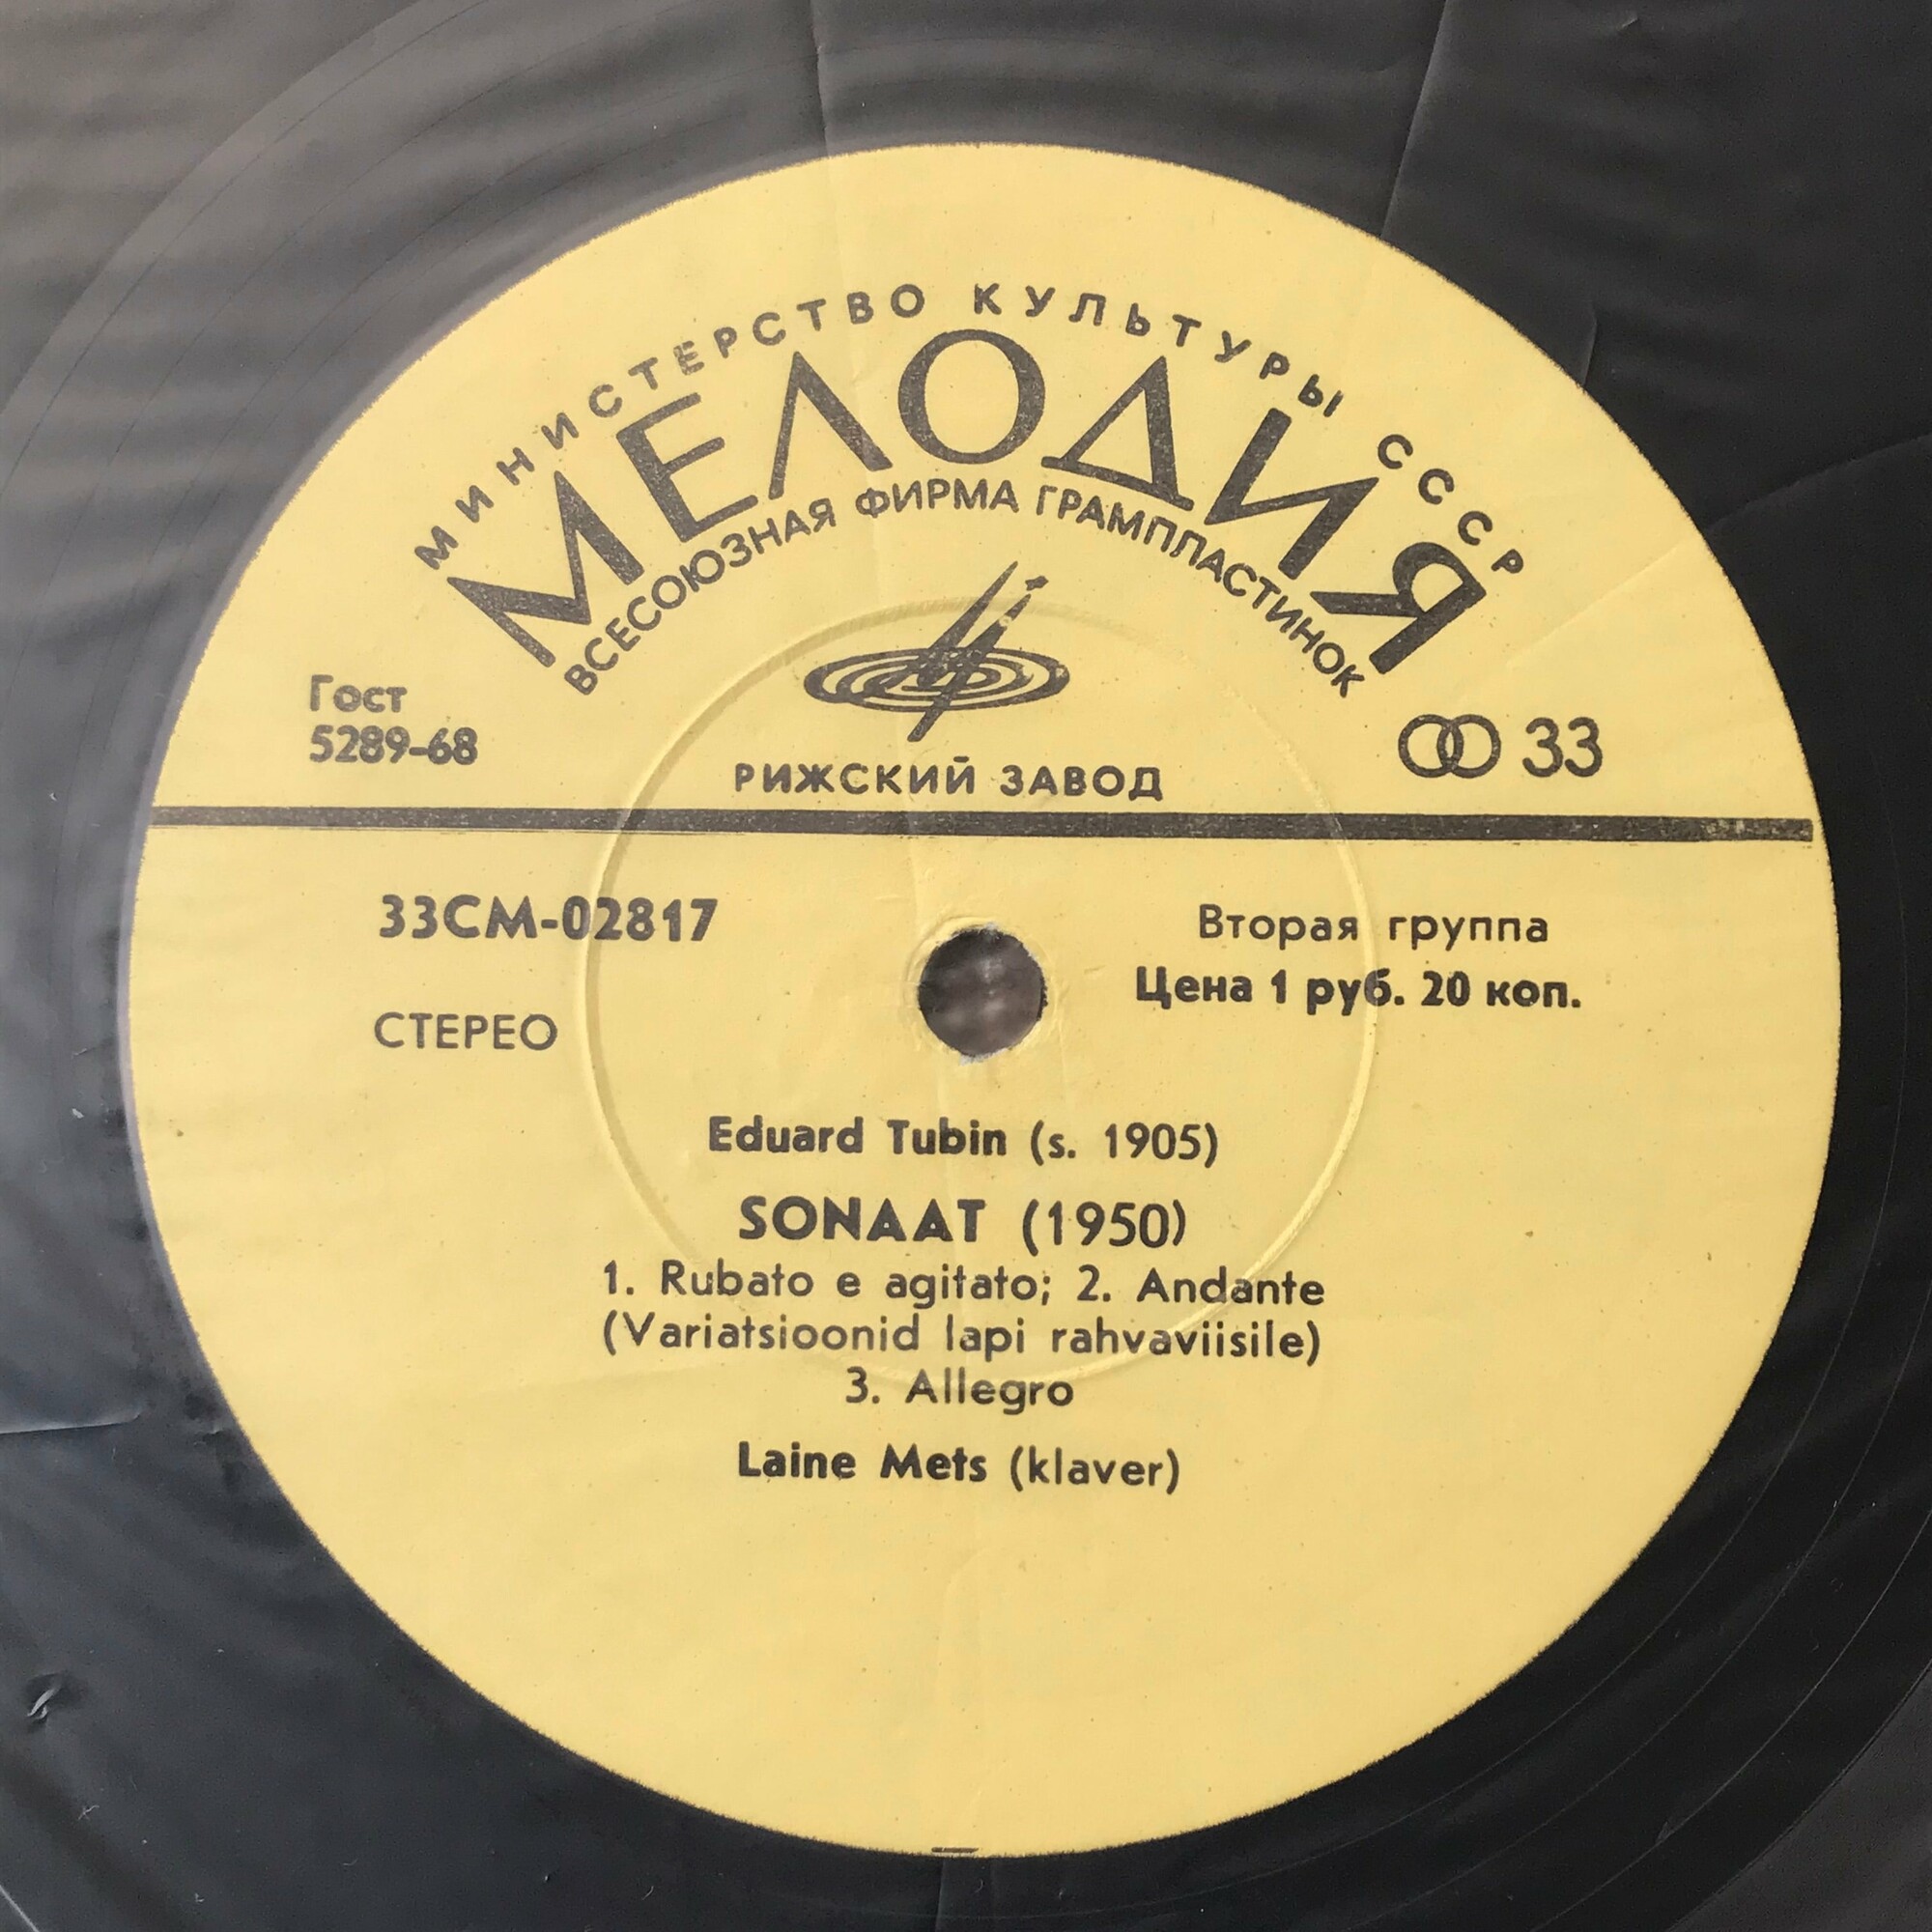 МИНИСТЕРСТВО КУЛЬТУРЫ СССР
МЕЛОДИЯ
ВСЕСОЮЗНАЯ ФИРМА ГРАМПЛАСТИНОК
Гост
5289-68
33
РИЖСКИЙ ЗАВОД
33СМ-02817
Вторая группа
Цена 1 руб. 20 коп.
СТЕРЕО
Eduard Tubin (s. 1905)
SONAAT (1950)
1. Rubato e agitato; 2. Andante
(Variatsioonid lapi rahvaviisile)
3. Allegro
Laine Mets (klaver)